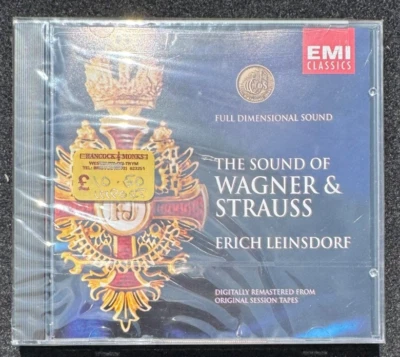 EMI
CLASSICS
FULL DIMENSIONAL SOUND
HANCOCK & MONKS
£
THE SOUND OF
WAGNER &
STRAUSS
ERICH LEINSDORF
DIGITALLY REMASTERED FROM
ORIGINAL SESSION TAPES